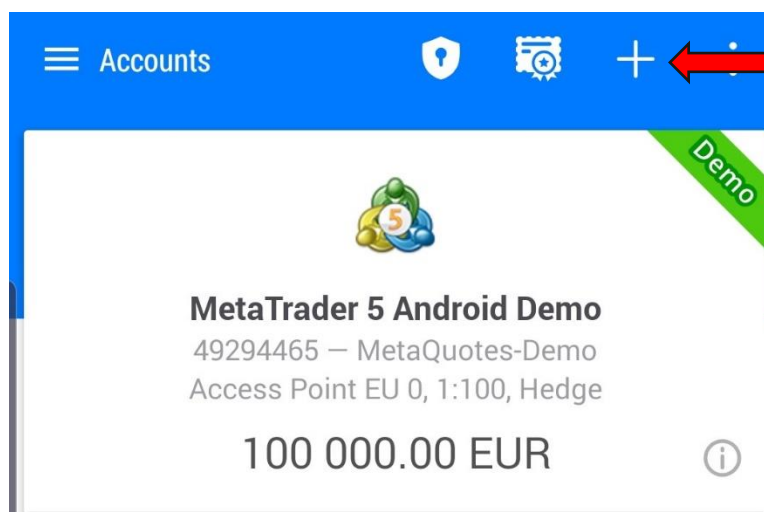 Accounts
Demo
5
MetaTrader 5 Android Demo
49294465 — MetaQuotes-Demo
Access Point EU 0, 1:100, Hedge
100 000.00 EUR